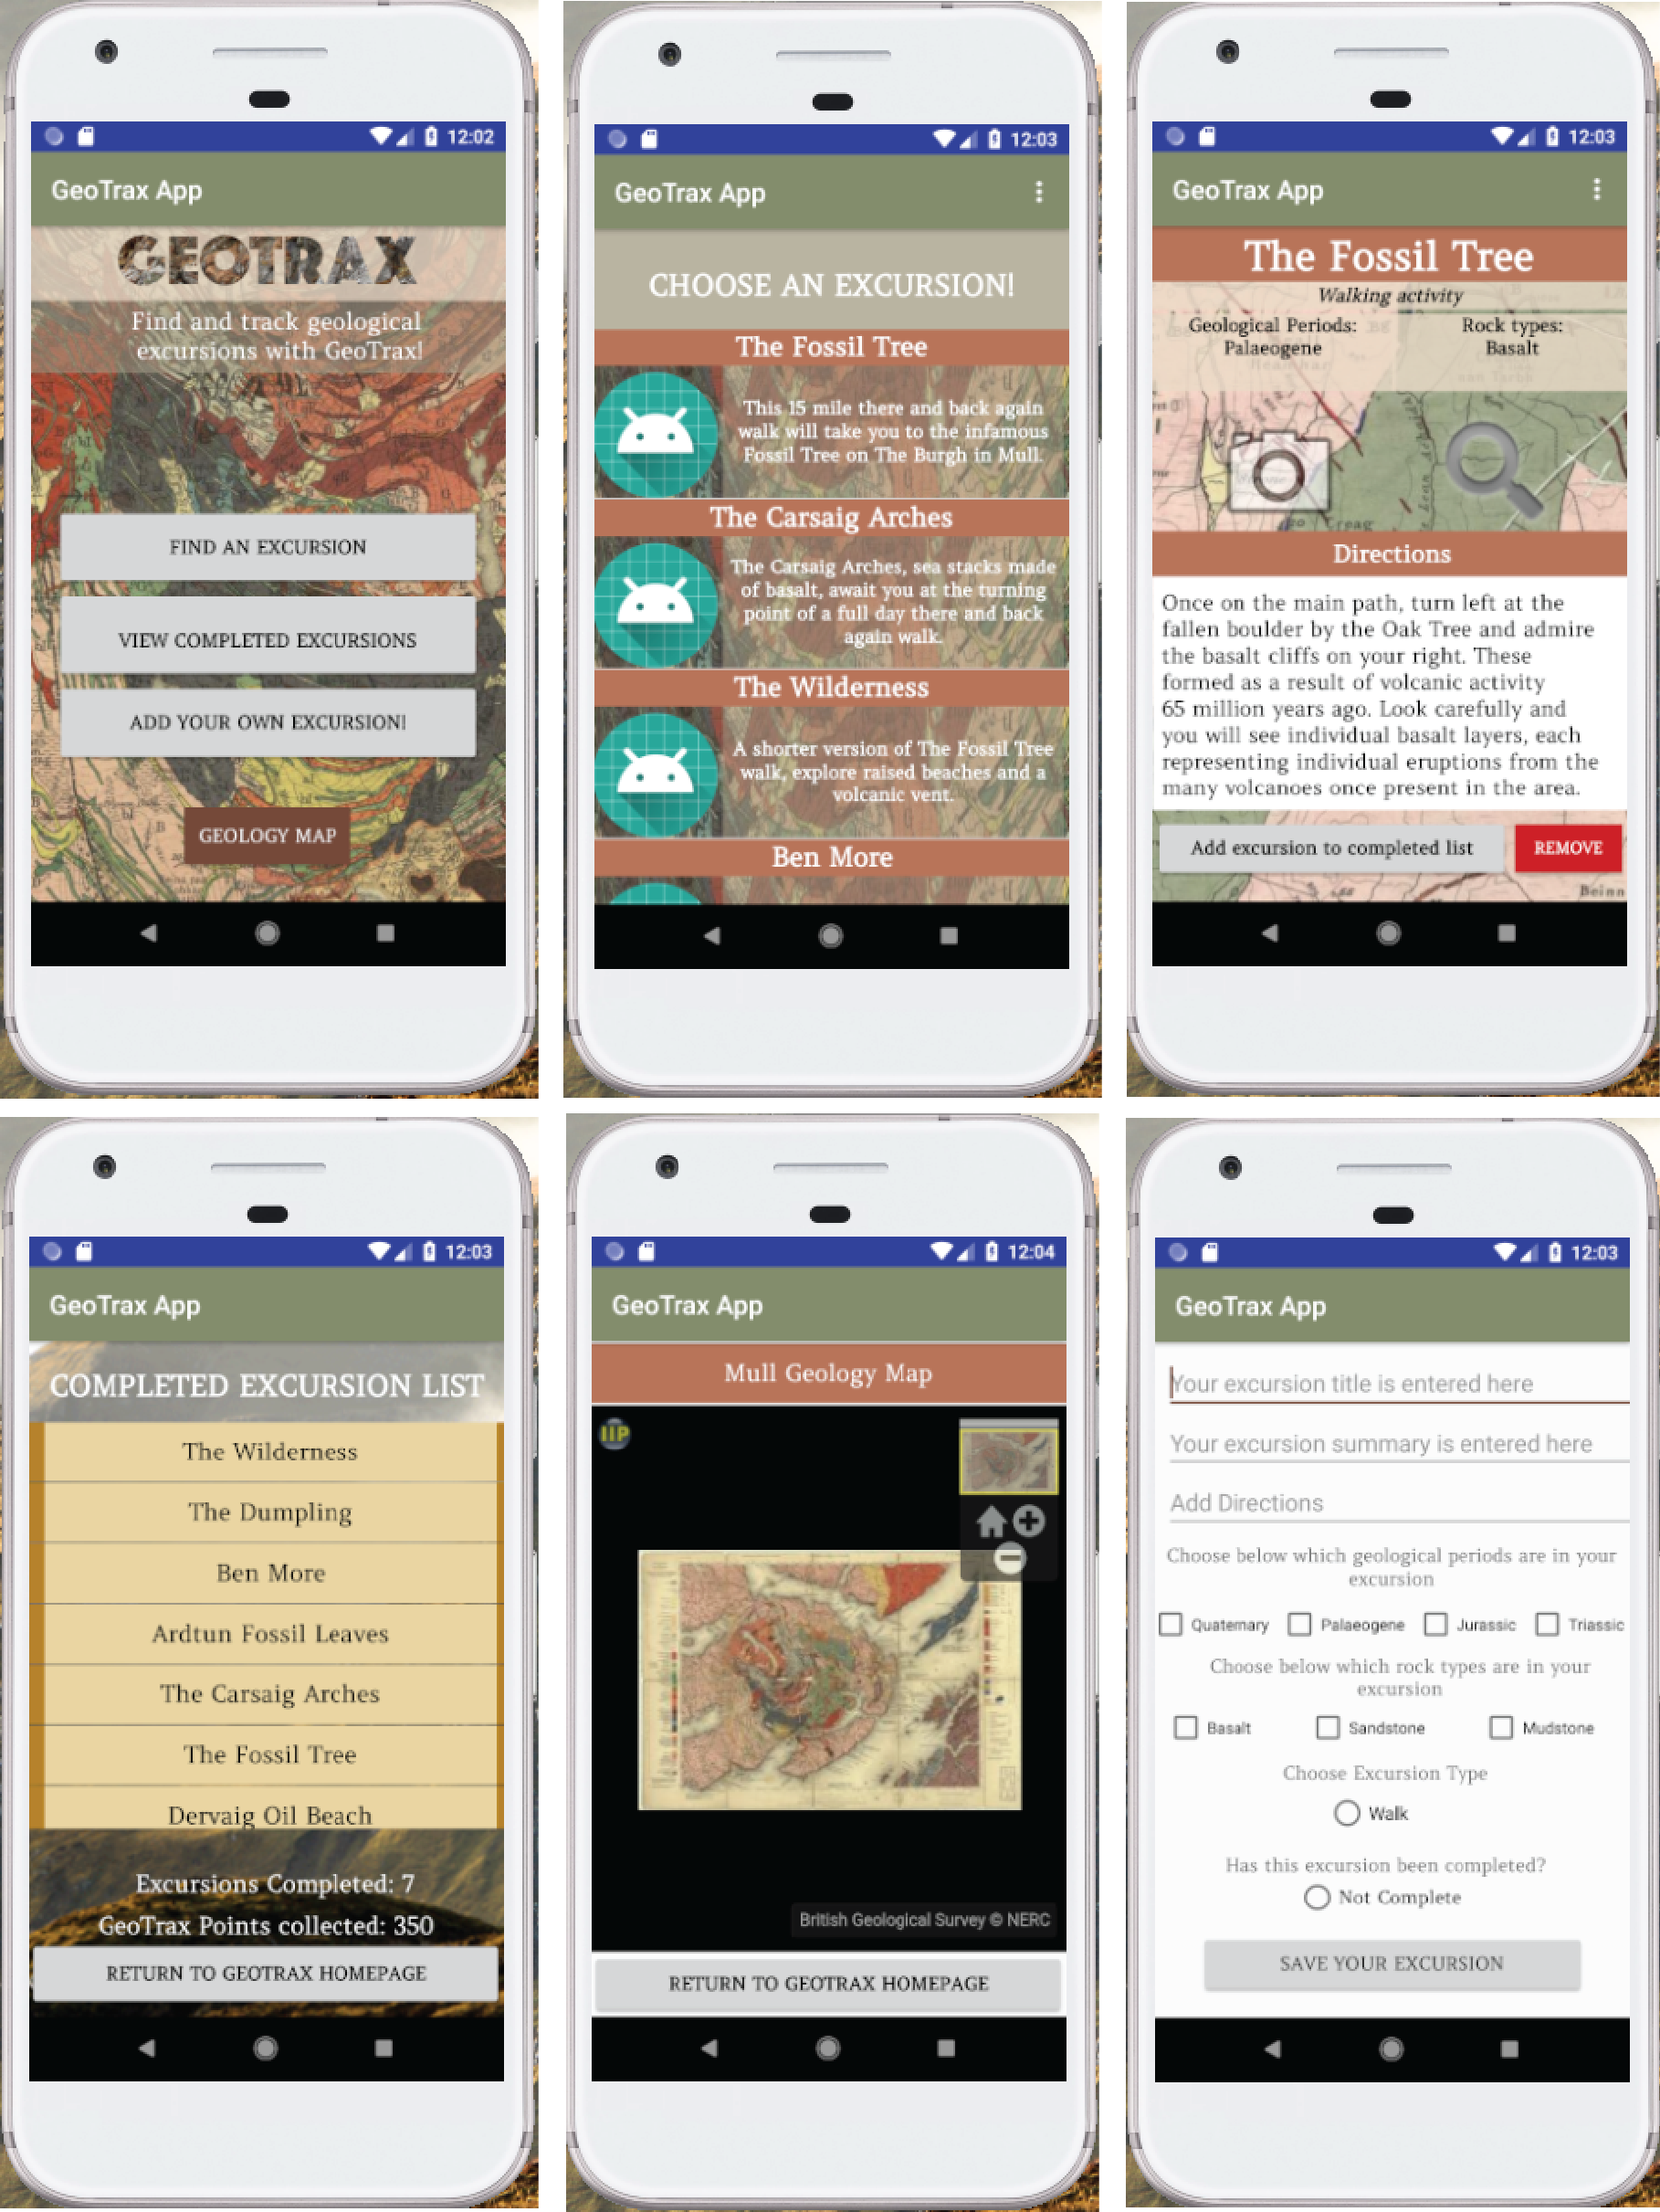 12:02
GeoTrax App
GEOTRAX
Find and track geological
excursions with GeoTrax!
FIND AN EXCURSION
VIEW COMPLETED EXCURSIONS
ADD YOUR OWN EXCURSION!
GEOLOGY MAP
12:03
GeoTrax App
CHOOSE AN EXCURSION!
The Fossil Tree
This 15 mile there and back again
walk will take you to the infamous
Fossil Tree on The Burgh in Mull.
The Carsaig Arches
The Carsaig Arches, sea stacks made
of basalt, await you at the turning
point of a full day there and back
again walk.
The Wilderness
A shorter version of The Fossil Tree
walk, explore raised beaches and a
volcanic vent.
Ben More
12:03
GeoTrax App
The Fossil Tree
Walking activity
Geological Periods:
Palaeogene
Rock types:
Basalt
Directions
Once on the main path, turn left at the
fallen boulder by the Oak Tree and admire
the basalt cliffs on your right. These
formed as a result of volcanic activity
65 million years ago. Look carefully and
you will see individual basalt layers, each
representing individual eruptions from the
many volcanoes once present in the area.
Add excursion to completed list
REMOVE
Beinn
12:03
GeoTrax App
COMPLETED EXCURSION LIST
The Wilderness
The Dumpling
Ben More
Ardtun Fossil Leaves
The Carsaig Arches
The Fossil Tree
Dervaig Oil Beach
Excursions Completed: 7
GeoTrax Points collected: 350
RETURN TO GEOTRAX HOMEPAGE
12:04
GeoTrax App
Mull Geology Map
IIP
British Geological Survey © NERC
RETURN TO GEOTRAX HOMEPAGE
12:03
GeoTrax App
Your excursion title is entered here
Your excursion summary is entered here
Add Directions
Choose below which geological periods are in your
excursion
Quaternary Palaeogene Jurassic Triassic
Choose below which rock types are in your
excursion
Basalt Sandstone Mudstone
Choose Excursion Type
Walk
Has this excursion been completed?
Not Complete
SAVE YOUR EXCURSION